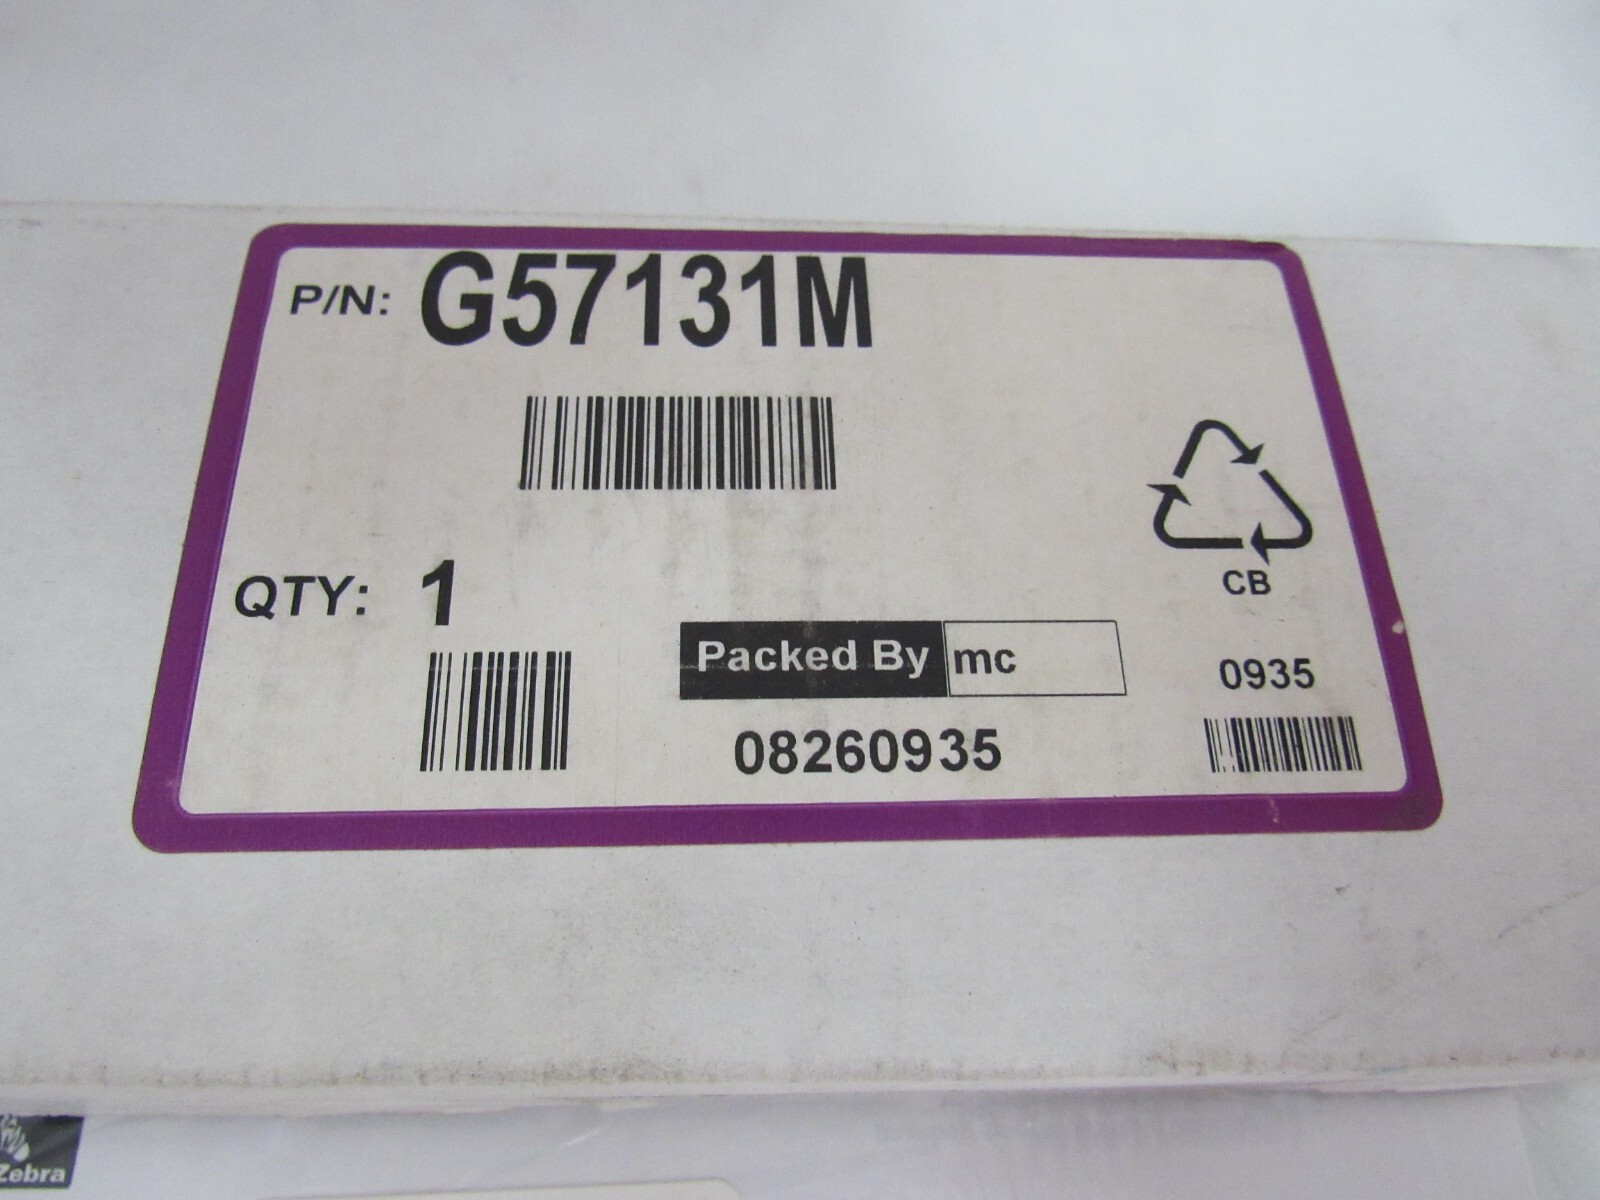 P/N: G57131M
QTY: 1
CB
Packed By mc
0935
08260935
Zebra